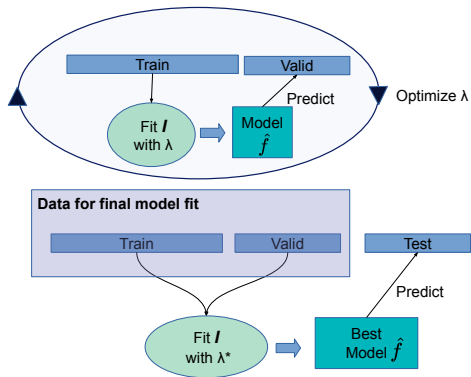 Train
Valid
Predict
Optimize λ
Fit I
with λ
Model
f̂
Data for final model fit
Train
Valid
Test
Predict
Fit I
with λ*
Best
Model f̂